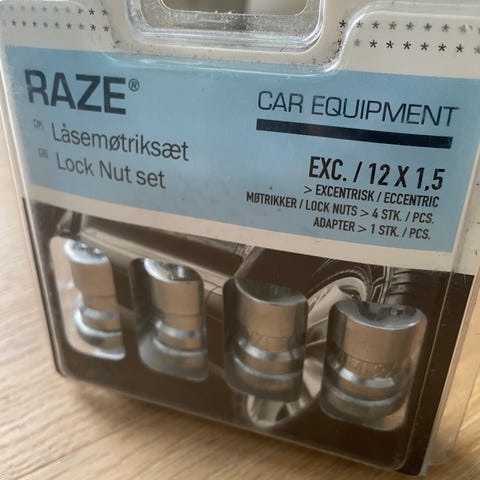 RAZE®
CAR EQUIPMENT
DK Låsemøtriksæt
GB Lock Nut set
EXC. / 12 X 1,5
> EXCENTRISK / ECCENTRIC
MØTRIKKER / LOCK NUTS > 4 STK. / PCS.
ADAPTER > 1 STK. / PCS.